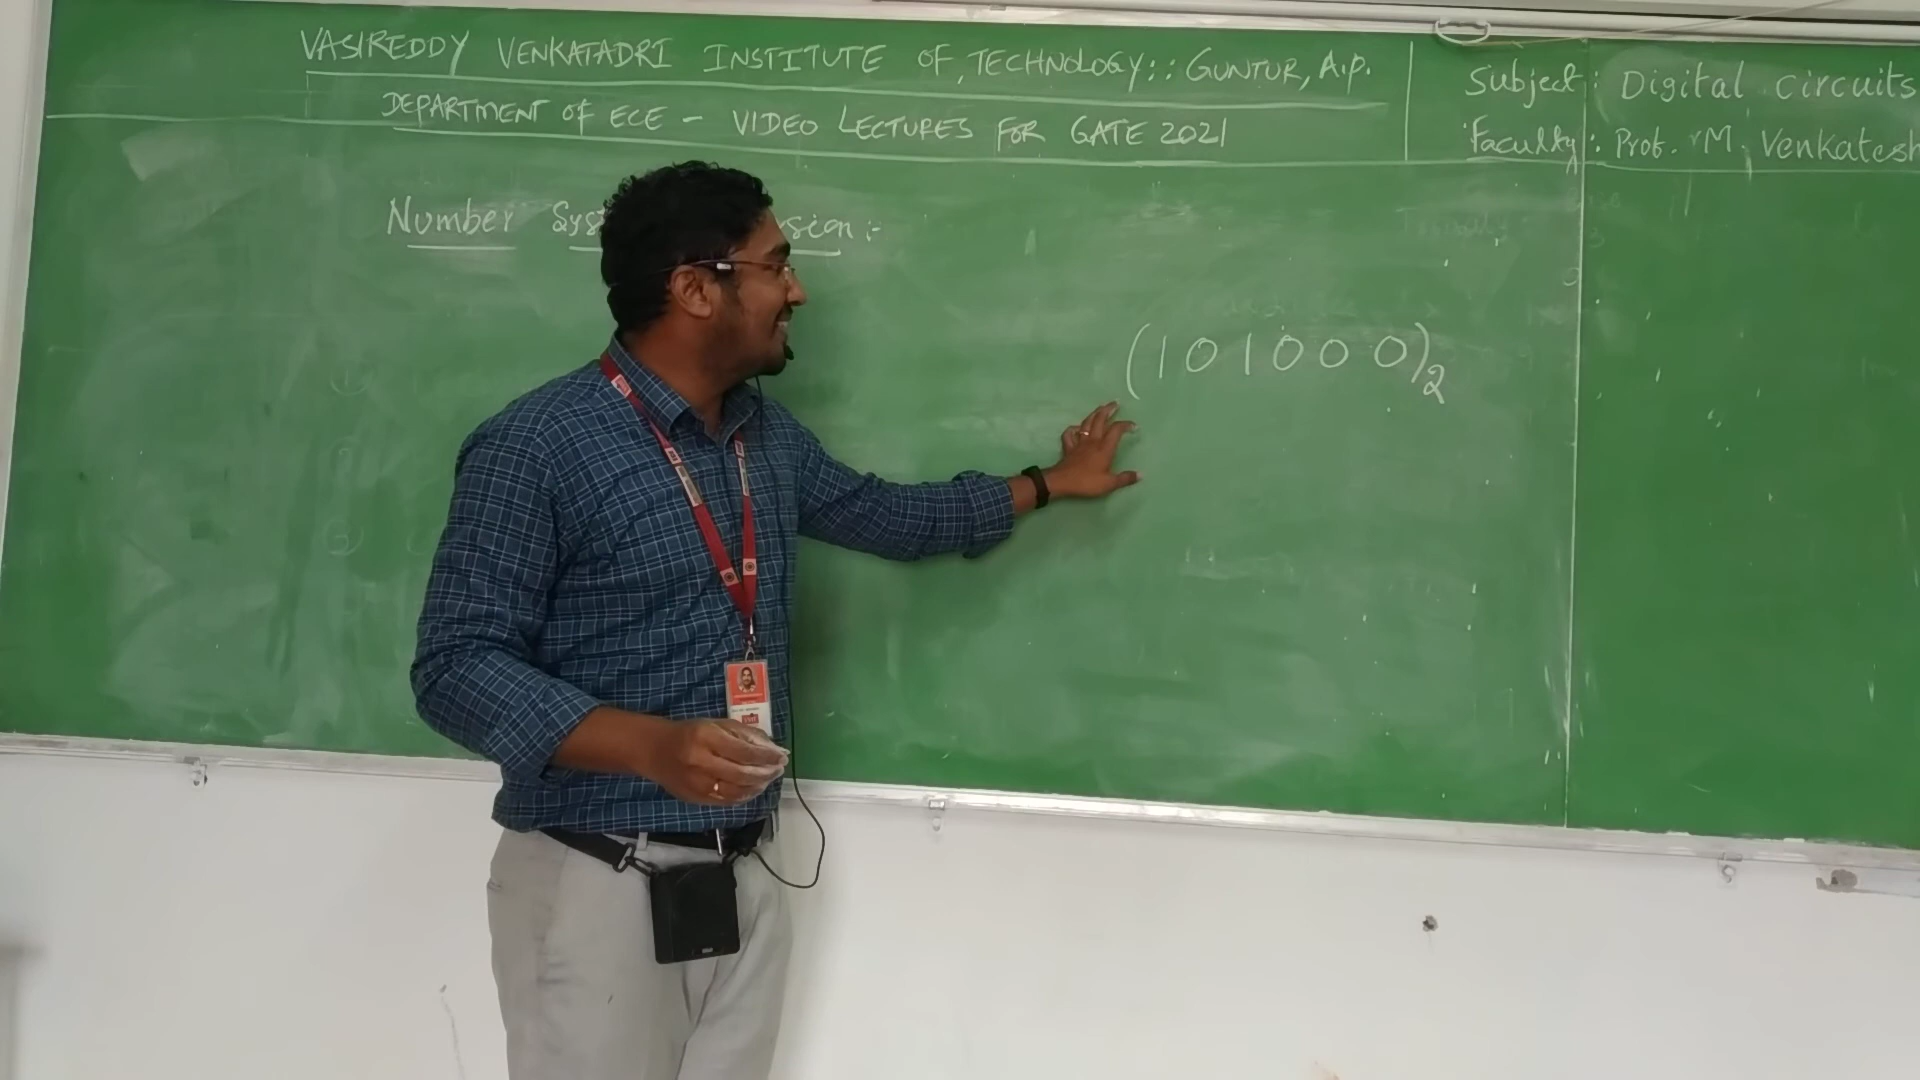 VASIREDDY VENKATADRI INSTITUTE OF TECHNOLOGY:: GUNTUR, A.P.
DEPARTMENT OF ECE - VIDEO LECTURES FOR GATE 2021
Subject: Digital Circuits
Faculty: Prof. M. Venkatesh
Number
(101000)2